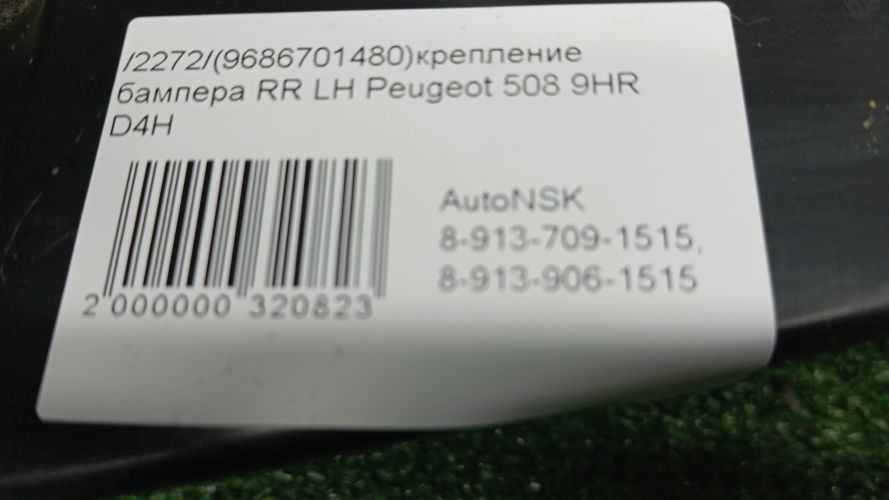 /2272/(9686701480)крепление
бампера RR LH Peugeot 508 9HR
D4H
AutoNSK
8-913-709-1515,
8-913-906-1515
2 000000 320823